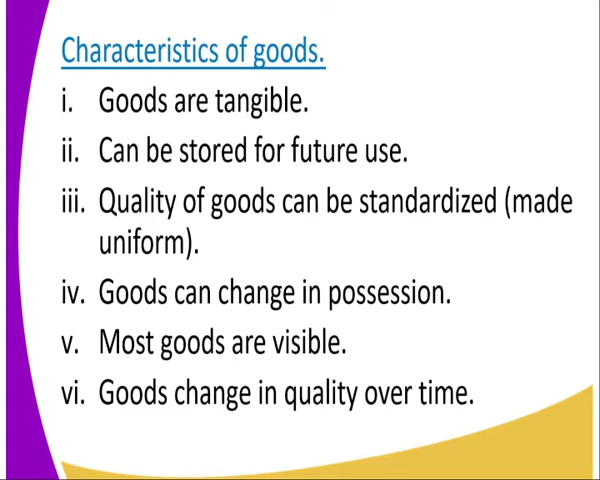 Characteristics of goods.
i. Goods are tangible.
ii. Can be stored for future use.
iii. Quality of goods can be standardized (made
uniform).
iv. Goods can change in possession.
v. Most goods are visible.
vi. Goods change in quality over time.